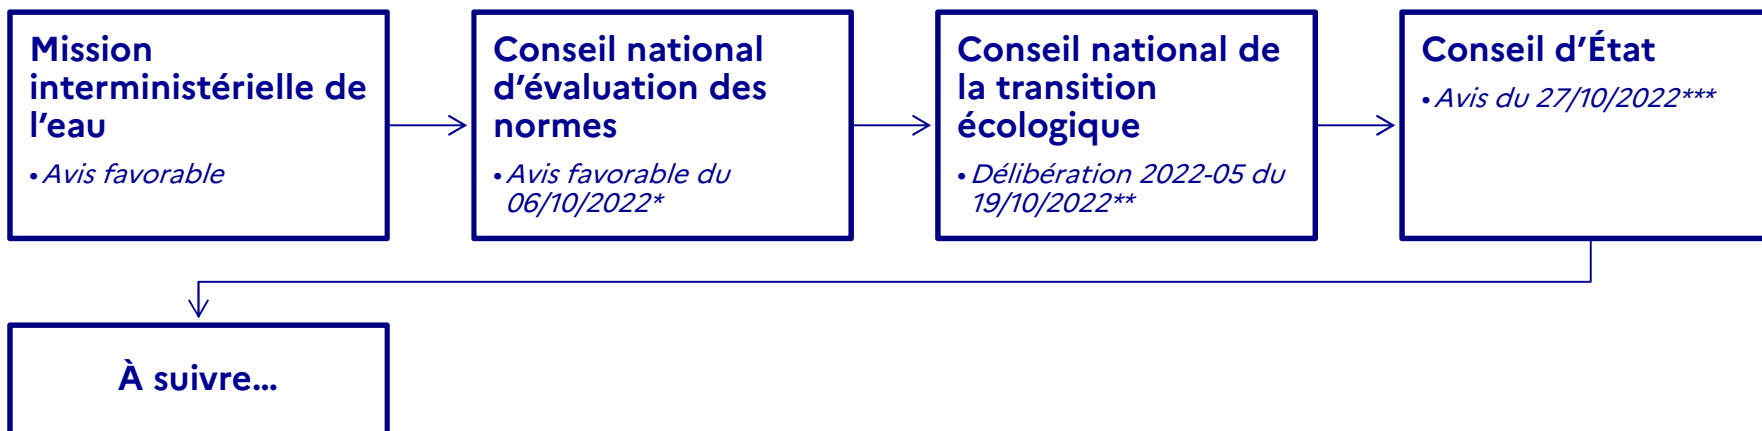 Mission
interministérielle de
l’eau
• Avis favorable
Conseil national
d’évaluation des
normes
• Avis favorable du
06/10/2022*
Conseil national de
la transition
écologique
• Délibération 2022-05 du
19/10/2022**
Conseil d’État
• Avis du 27/10/2022***
À suivre…